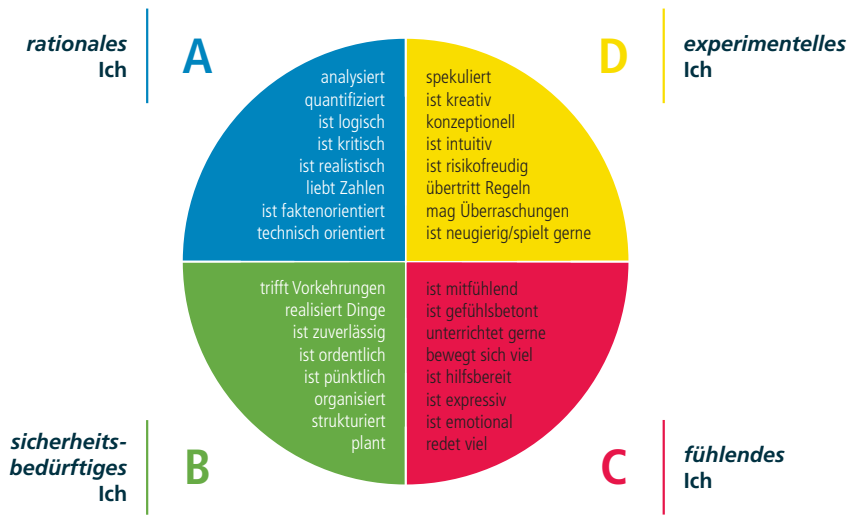 rationales
Ich
A
analysiert
quantifiziert
ist logisch
ist kritisch
ist realistisch
liebt Zahlen
ist faktenorientiert
technisch orientiert
D
experimentelles
Ich
spekuliert
ist kreativ
konzeptionell
ist intuitiv
ist risikofreudig
übertritt Regeln
mag Überraschungen
ist neugierig/spielt gerne
sicherheits-
bedürftiges
Ich
B
trifft Vorkehrungen
realisiert Dinge
ist zuverlässig
ist ordentlich
ist pünktlich
organisiert
strukturiert
plant
C
fühlendes
Ich
ist mitfühlend
ist gefühlsbetont
unterrichtet gerne
bewegt sich viel
ist hilfsbereit
ist expressiv
ist emotional
redet viel